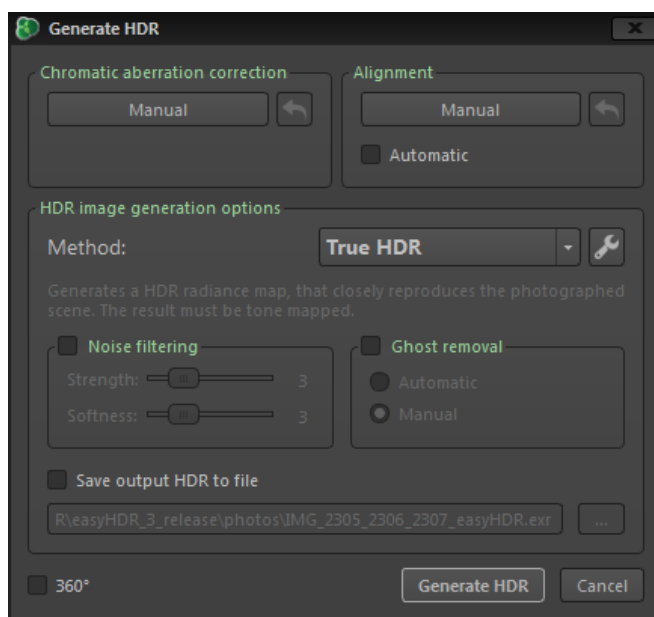 Generate HDR
Chromatic aberration correction
Manual
Alignment
Manual
Automatic
HDR image generation options
Method:
True HDR
Generates a HDR radiance map, that closely reproduces the photographed
scene. The result must be tone mapped.
Noise filtering
Strength:
3
Softness:
3
Ghost removal
Automatic
Manual
Save output HDR to file
R\easyHDR_3_release\photos\IMG_2305_2306_2307_easyHDR.exr
...
360°
Generate HDR
Cancel